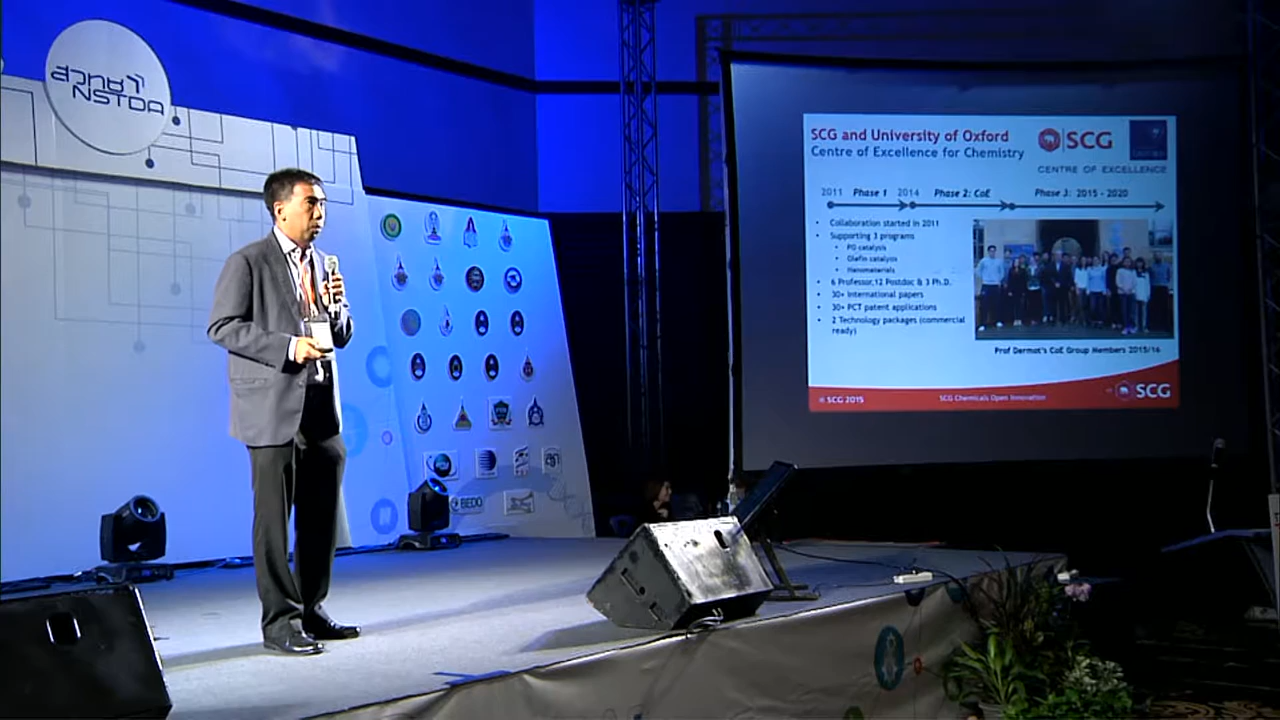 สวทช
NSTDA
SCG and University of Oxford
Centre of Excellence for Chemistry
SCG
CENTRE OF EXCELLENCE
2011 Phase 1 2014 Phase 2: CoE Phase 3: 2015 - 2020
• Collaboration started in 2011
• Supporting 3 programs
• PO catalysis
• Olefin catalysis
• Nanomaterials
• 6 Professor,12 Postdoc & 3 Ph.D.
• 30+ International papers
• 30+ PCT patent applications
• 2 Technology packages (commercial
ready)
Prof Dermot's CoE Group Members 2015/16
© SCG 2015
SCG Chemicals Open Innovation
SCG
BEDO